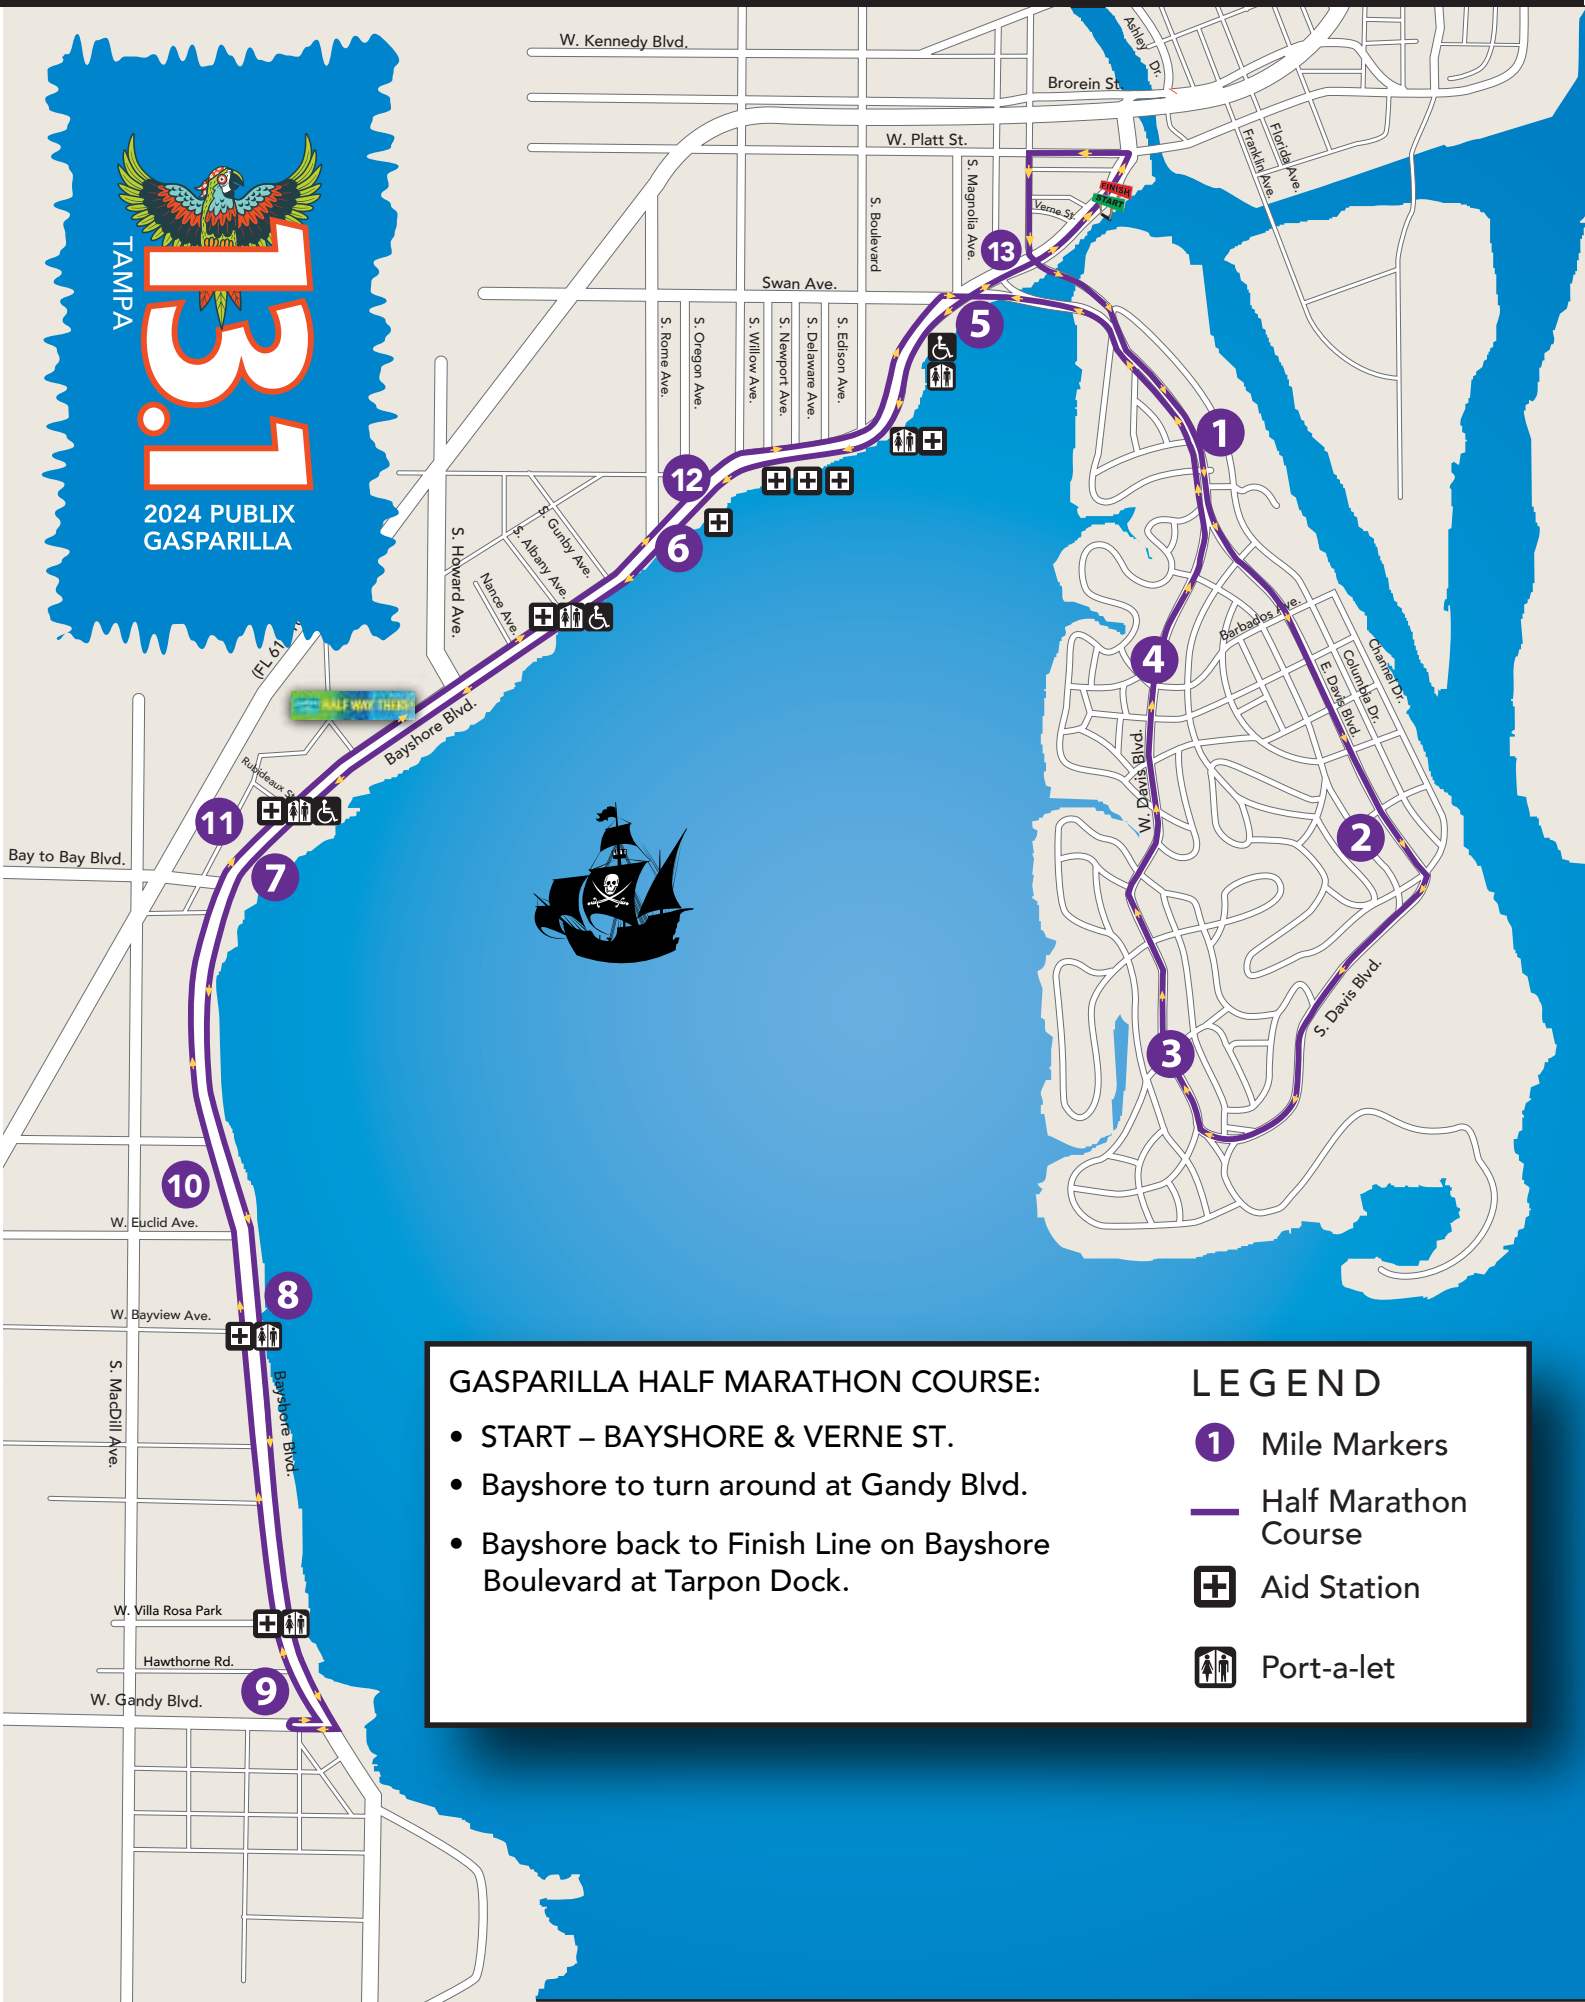 W. Kennedy Blvd.
Ashley Dr.
Brorein St.
W. Platt St.
Florida Ave.
Franklin Ave.
S. Magnolia Ave.
S. Boulevard
FINISH
START
Verne St.
13
Swan Ave.
5
TAMPA
13.1
2024 PUBLIX
GASPARILLA
S. Rome Ave.
S. Oregon Ave.
S. Willow Ave.
S. Newport Ave.
S. Delaware Ave.
S. Edison Ave.
1
12
6
S. Gunby Ave.
S. Albany Ave.
Nance Ave.
S. Howard Ave.
Barbados Ave.
4
Channel Dr.
Columbia Dr.
E. Davis Blvd.
(FL 61
HALF WAY THERE
Bayshore Blvd.
W. Davis Blvd.
Rubideaux St.
11
2
Bay to Bay Blvd.
7
S. Davis Blvd.
3
10
W. Euclid Ave.
8
W. Bayview Ave.
S. MacDill Ave.
Bayshore Blvd.
W. Villa Rosa Park
Hawthorne Rd.
9
W. Gandy Blvd.
GASPARILLA HALF MARATHON COURSE:
• START – BAYSHORE & VERNE ST.
• Bayshore to turn around at Gandy Blvd.
• Bayshore back to Finish Line on Bayshore
Boulevard at Tarpon Dock.
LEGEND
1 Mile Markers
Half Marathon
Course
Aid Station
Port-a-let